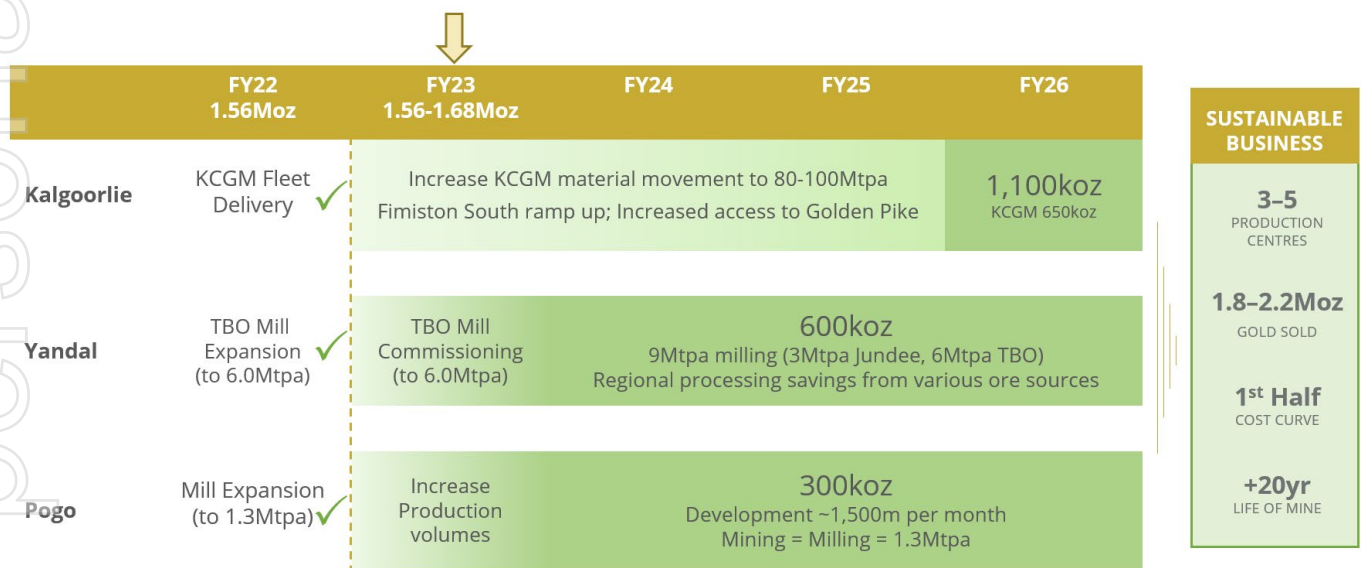 FY22
1.56Moz
FY23
1.56-1.68Moz
FY24
FY25
FY26
Kalgoorlie
KCGM Fleet
Delivery
Increase KCGM material movement to 80-100Mtpa
Fimiston South ramp up; Increased access to Golden Pike
1,100koz
KCGM 650koz
Yandal
TBO Mill
Expansion
(to 6.0Mtpa)
TBO Mill
Commissioning
(to 6.0Mtpa)
600koz
9Mtpa milling (3Mtpa Jundee, 6Mtpa TBO)
Regional processing savings from various ore sources
Pogo
Mill Expansion
(to 1.3Mtpa)
Increase
Production
volumes
300koz
Development ~1,500m per month
Mining = Milling = 1.3Mtpa
SUSTAINABLE
BUSINESS
3–5
PRODUCTION
CENTRES
1.8–2.2Moz
GOLD SOLD
1st Half
COST CURVE
+20yr
LIFE OF MINE